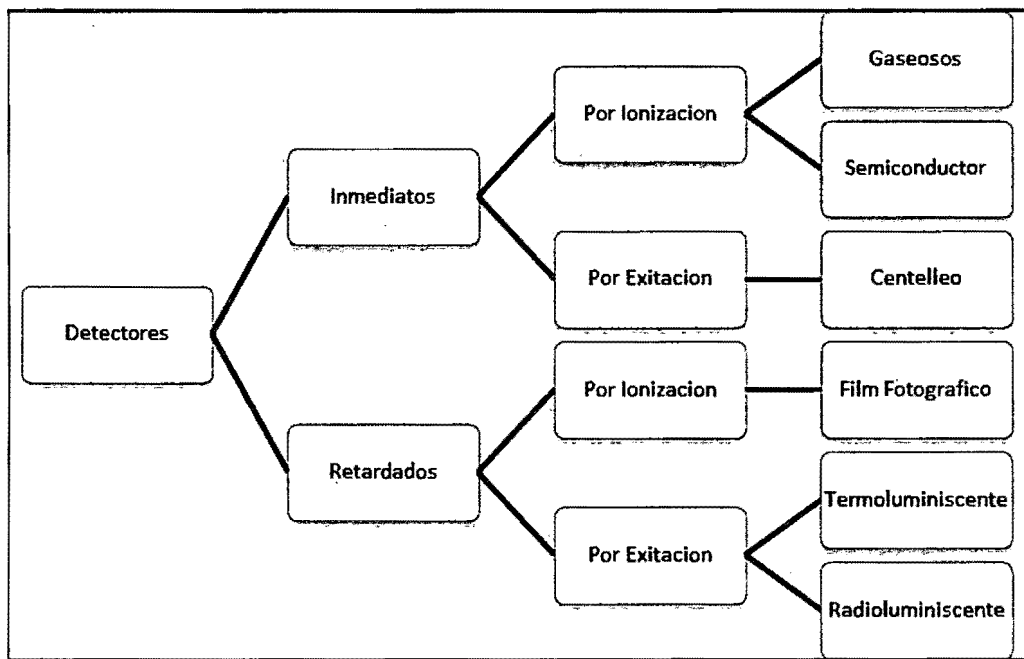 Detectores
Inmediatos
Por Ionizacion
Gaseosos
Semiconductor
Por Exitacion
Centelleo
Retardados
Por Ionizacion
Film Fotografico
Por Exitacion
Termoluminiscente
Radioluminiscente